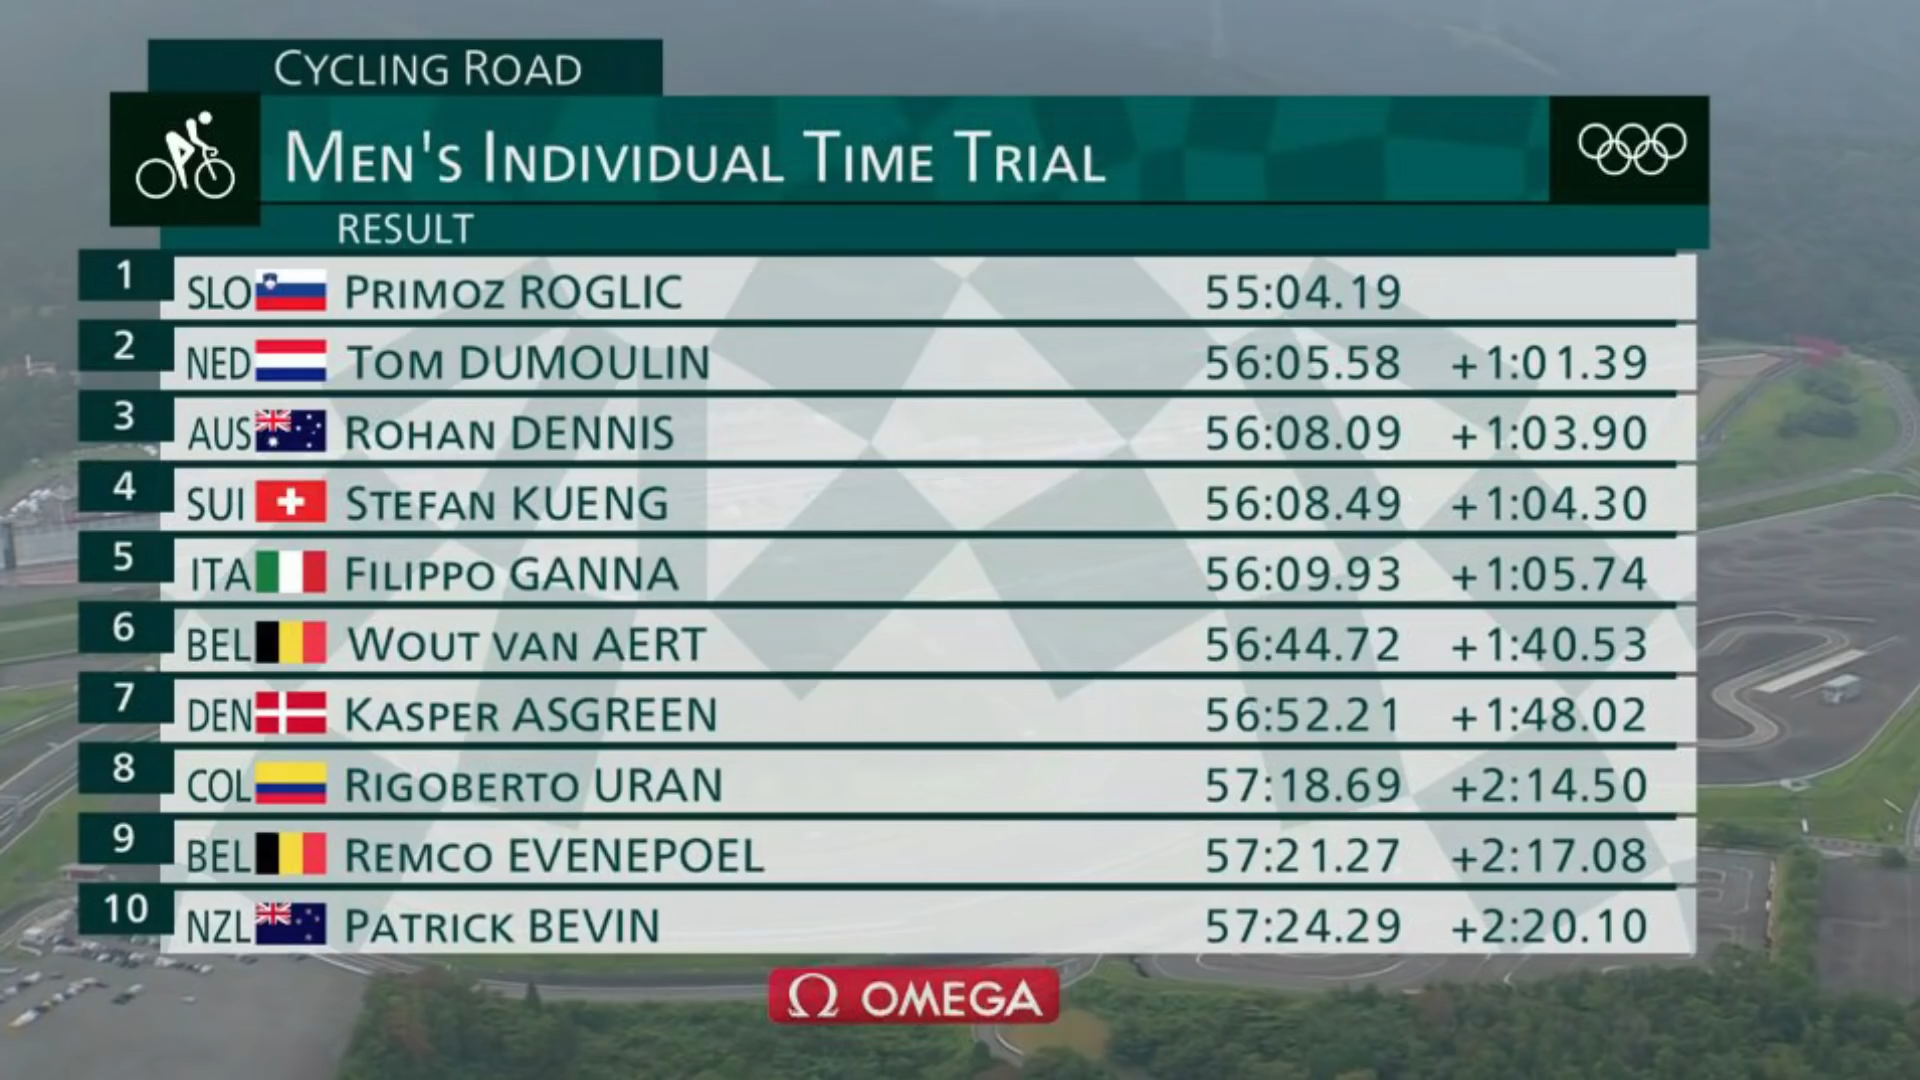 CYCLING ROAD
MEN'S INDIVIDUAL TIME TRIAL
RESULT
1 SLO PRIMOZ ROGLIC 55:04.19
2 NED TOM DUMOULIN 56:05.58 +1:01.39
3 AUS ROHAN DENNIS 56:08.09 +1:03.90
4 SUI STEFAN KUENG 56:08.49 +1:04.30
5 ITA FILIPPO GANNA 56:09.93 +1:05.74
6 BEL WOUT VAN AERT 56:44.72 +1:40.53
7 DEN KASPER ASGREEN 56:52.21 +1:48.02
8 COL RIGOBERTO URAN 57:18.69 +2:14.50
9 BEL REMCO EVENEPOEL 57:21.27 +2:17.08
10 NZL PATRICK BEVIN 57:24.29 +2:20.10
Ω OMEGA